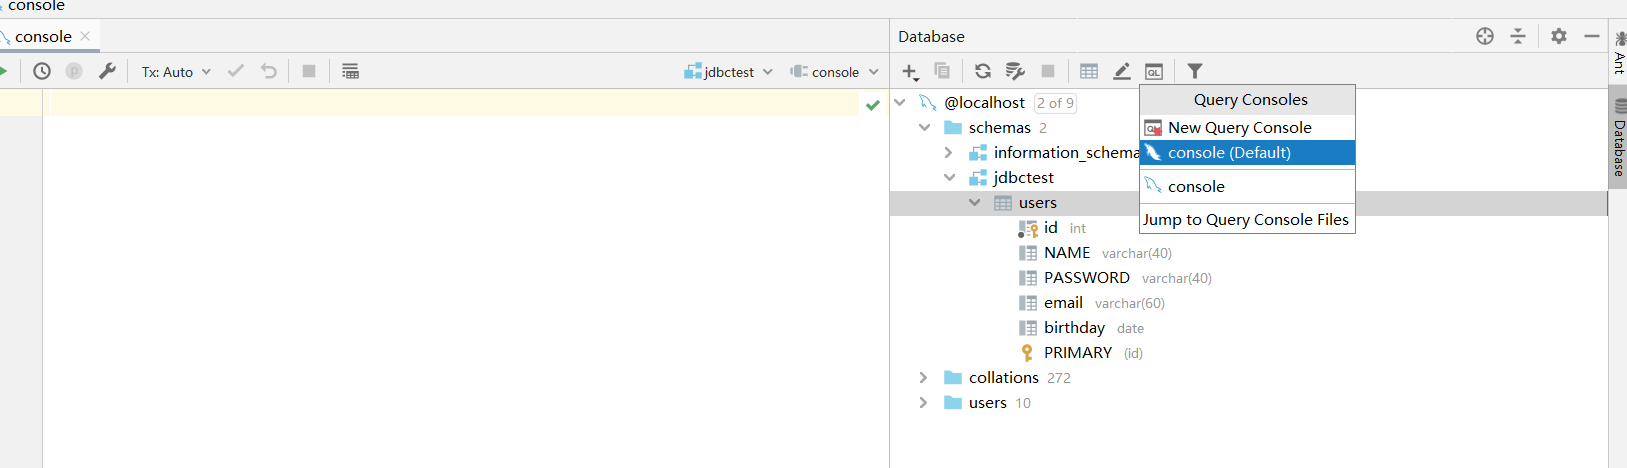 console
console
Tx: Auto
jdbctest
console
Database
QL
@localhost 2 of 9
schemas 2
information_schema
jdbctest
users
id int
NAME varchar(40)
PASSWORD varchar(40)
email varchar(60)
birthday date
PRIMARY (id)
collations 272
users 10
Query Consoles
New Query Console
console (Default)
console
Jump to Query Console Files
Ant
Database